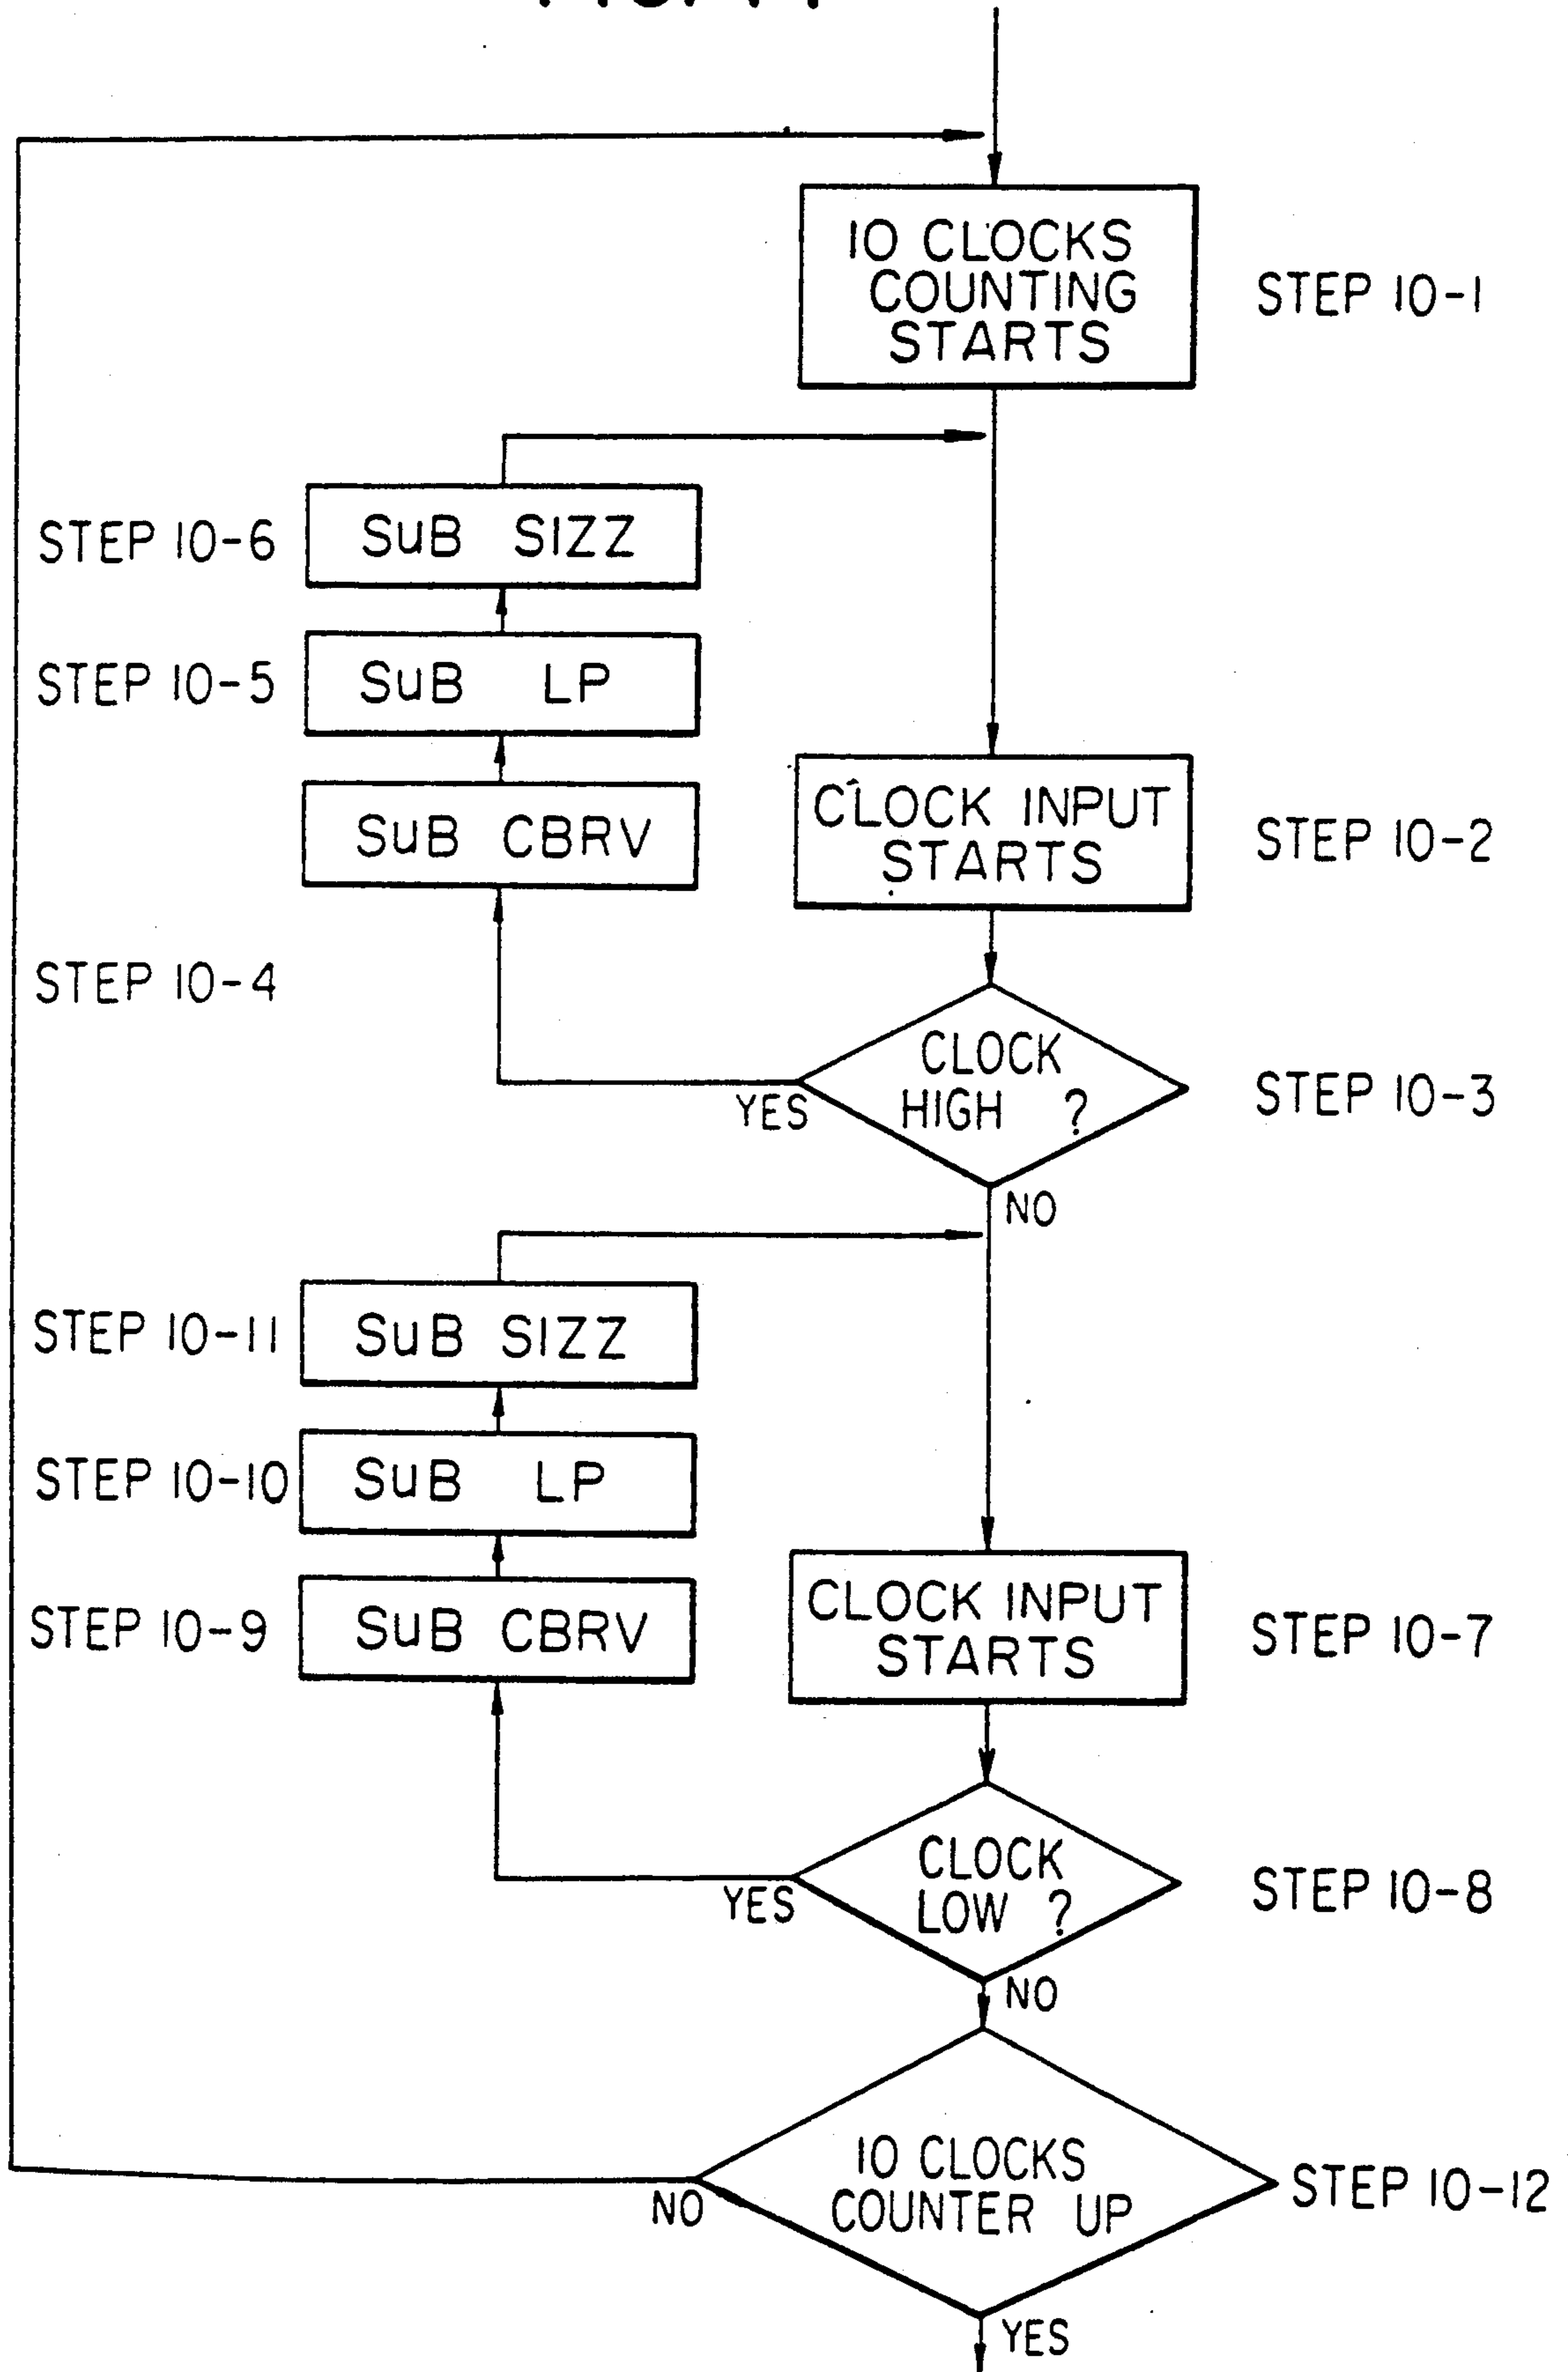 10 CLOCKS
COUNTING
STARTS
STEP 10-1
STEP 10-6
SuB SIZZ
STEP 10-5
SuB LP
SuB CBRV
CLOCK INPUT
STARTS
STEP 10-2
STEP 10-4
CLOCK
HIGH ?
STEP 10-3
YES
NO
STEP 10-11
SuB SIZZ
STEP 10-10
SuB LP
STEP 10-9
SuB CBRV
CLOCK INPUT
STARTS
STEP 10-7
CLOCK
LOW ?
STEP 10-8
YES
NO
10 CLOCKS
COUNTER UP
STEP 10-12
NO
YES